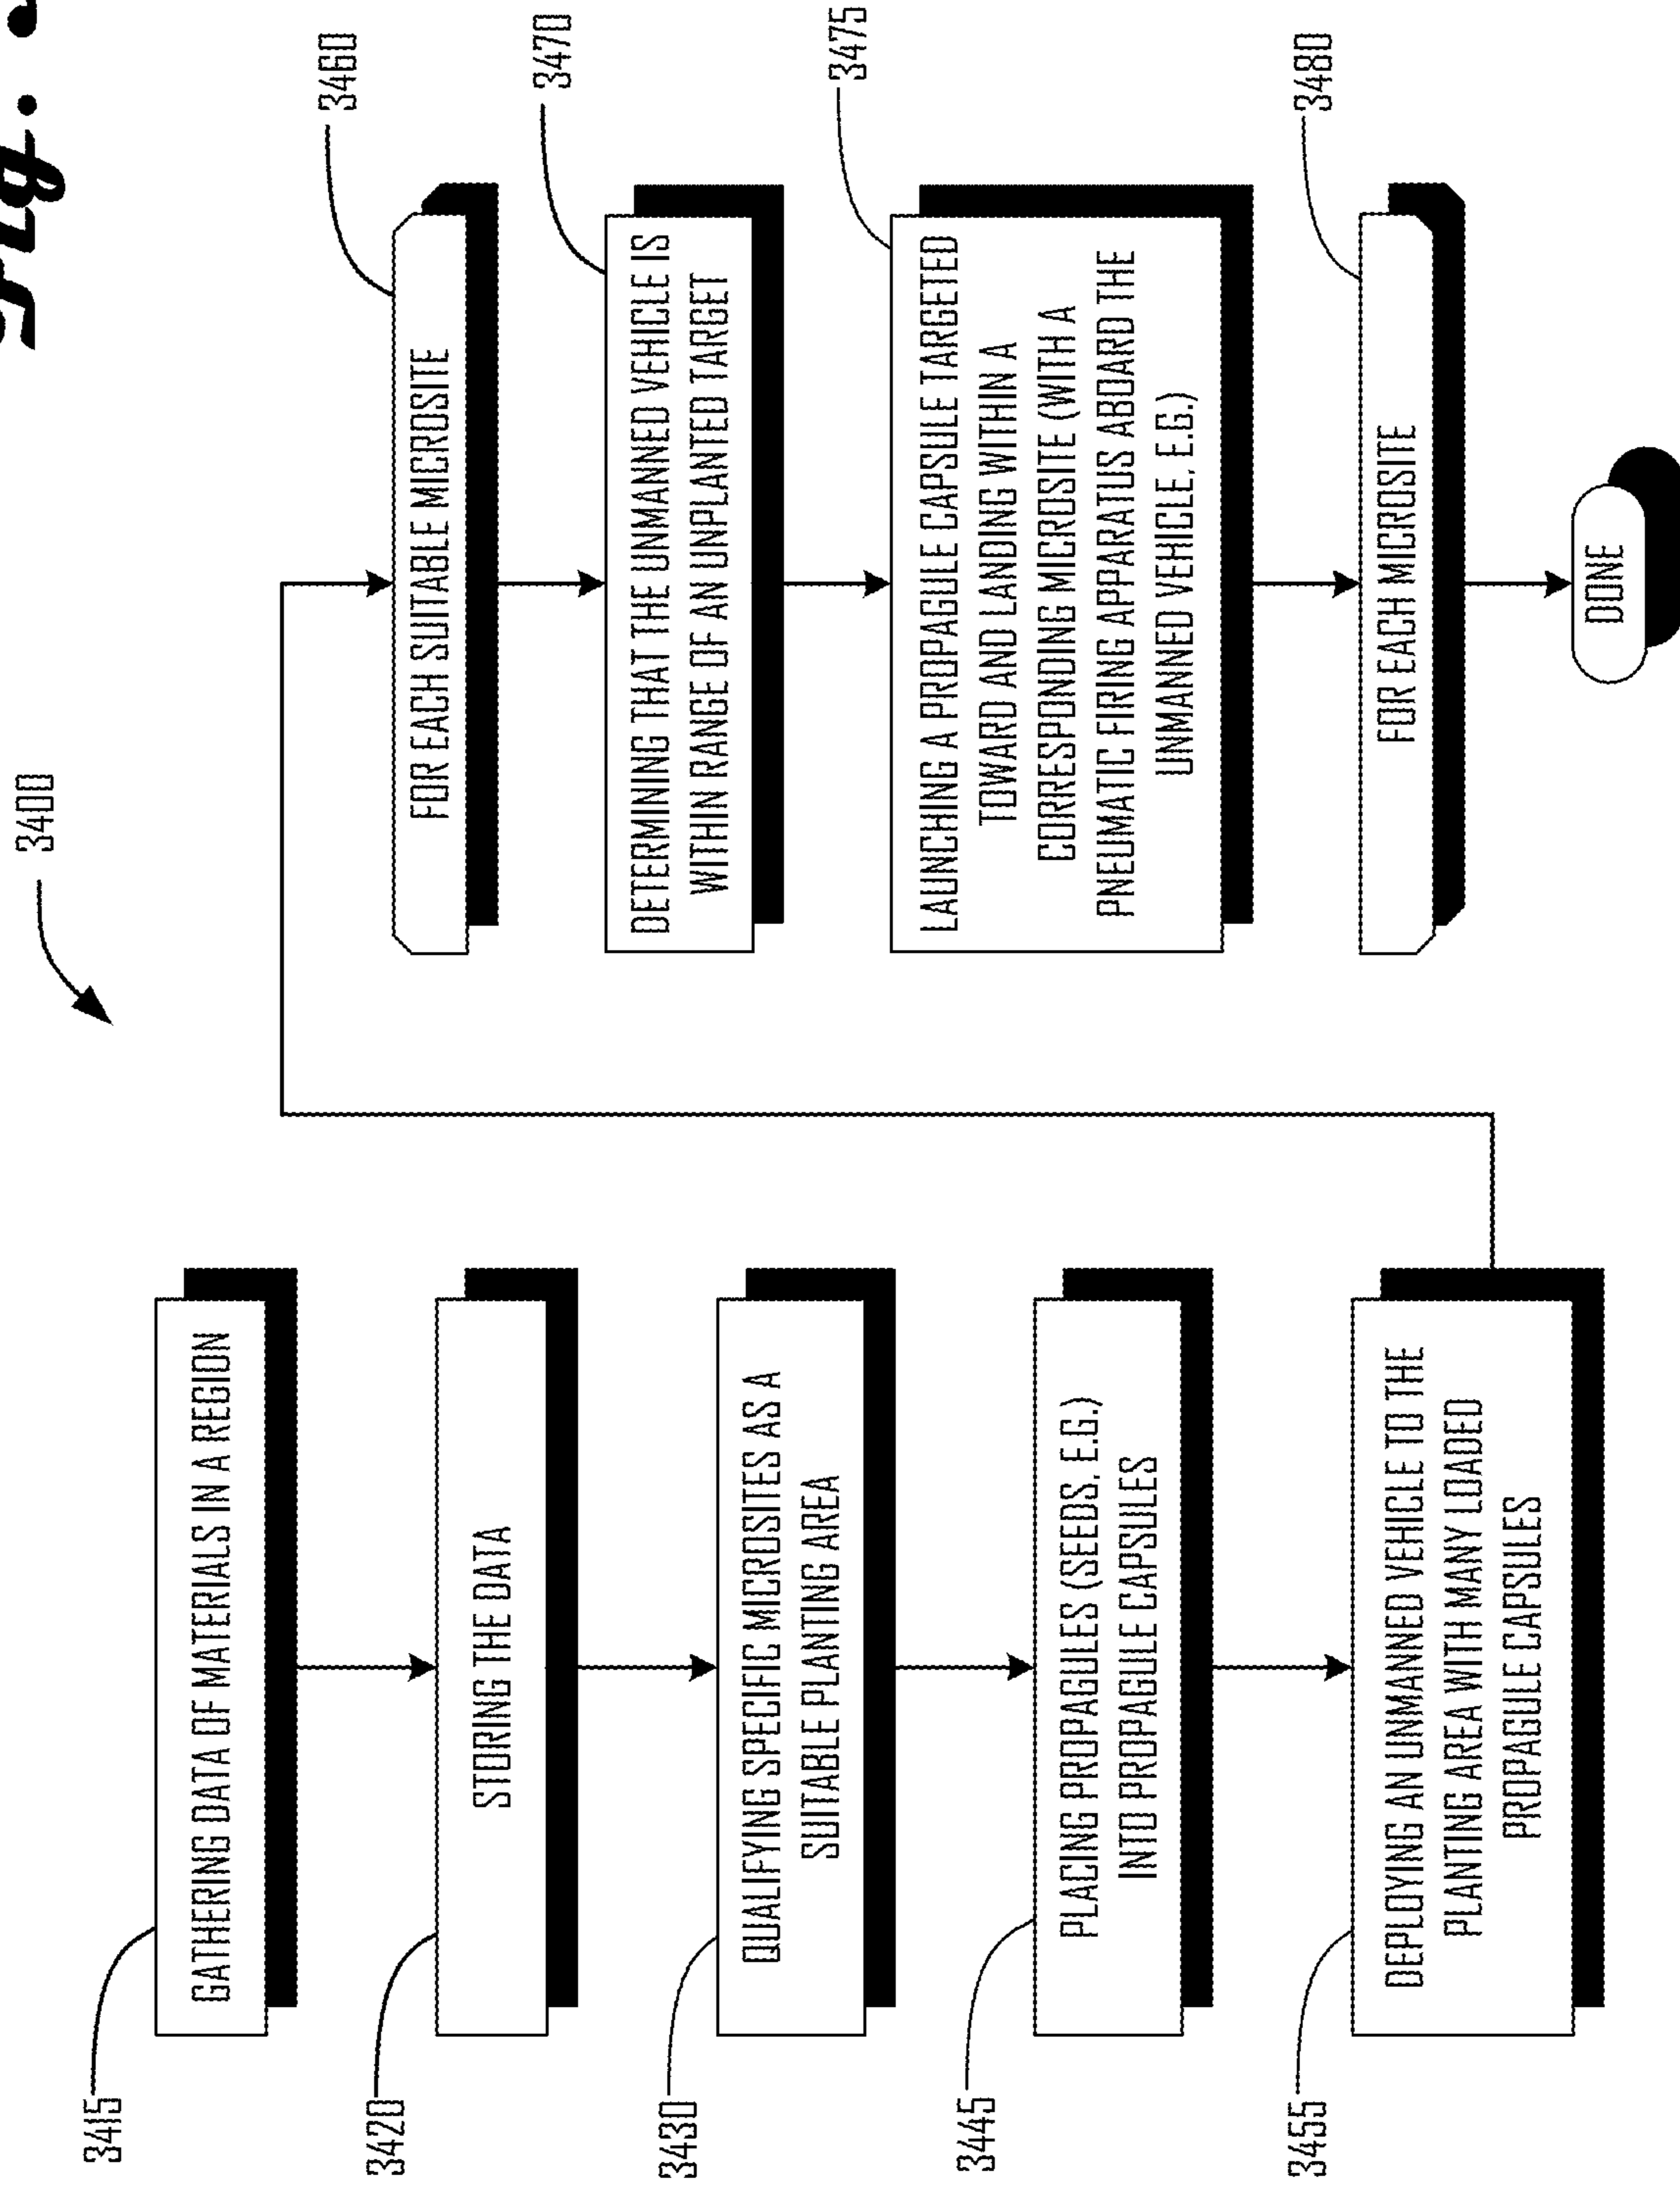 Fig.
3400
3415
GATHERING DATA OF MATERIALS IN A REGION
3420
STORING THE DATA
3430
QUALIFYING SPECIFIC MICROSITES AS A
SUITABLE PLANTING AREA
3445
PLACING PROPAGULES (SEEDS, E.G.)
INTO PROPAGULE CAPSULES
3455
DEPLOYING AN UNMANNED VEHICLE TO THE
PLANTING AREA WITH MANY LOADED
PROPAGULE CAPSULES
3460
FOR EACH SUITABLE MICROSITE
3470
DETERMINING THAT THE UNMANNED VEHICLE IS
WITHIN RANGE OF AN UNPLANTED TARGET
3475
LAUNCHING A PROPAGULE CAPSULE TARGETED
TOWARD AND LANDING WITHIN A
CORRESPONDING MICROSITE (WITH A
PNEUMATIC FIRING APPARATUS ABOARD THE
UNMANNED VEHICLE, E.G.)
3480
FOR EACH MICROSITE
DONE